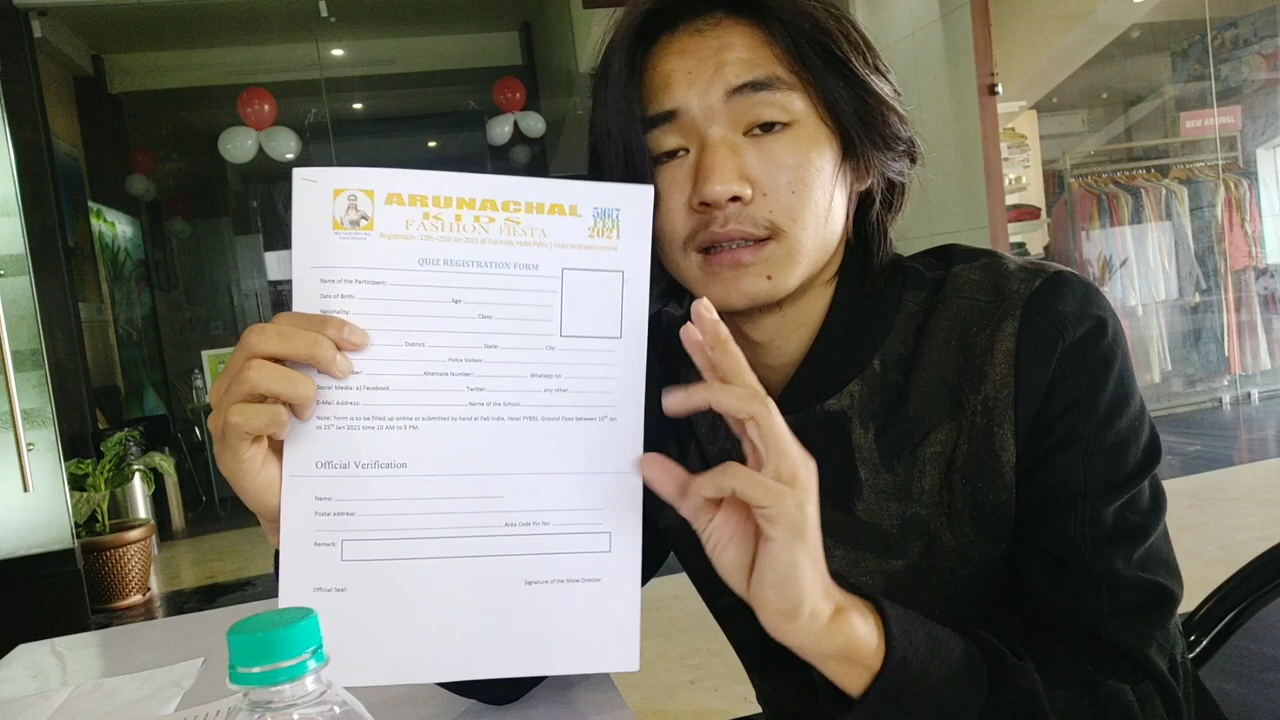 ARUNACHAL
KIDS
FASHION FIESTA
2021
Registration : 12th –25th Jan 2021 @ Fab India, Hotel Pybss | Hotel Woii International
QUIZ REGISTRATION FORM
Name of the Participant:
Date of Birth: Age :
Nationality: Class:
District: State: City:
Police Station:
Alternate Number: WhatsApp no:
Social Media: a) Facebook Twitter any other
E-Mail Address: Name of the School:
Note: Form is to be filled up online or submitted by hand at Fab India, Hotel PYBSS, Ground Floor between 10th Jan
to 25th Jan 2021 time 10 AM to 5 PM.
Official Verification
Name:
Postal address:
Area Code Pin No:
Remark:
Signature of the Show Director
Official Seal:
NEW ARRIVAL